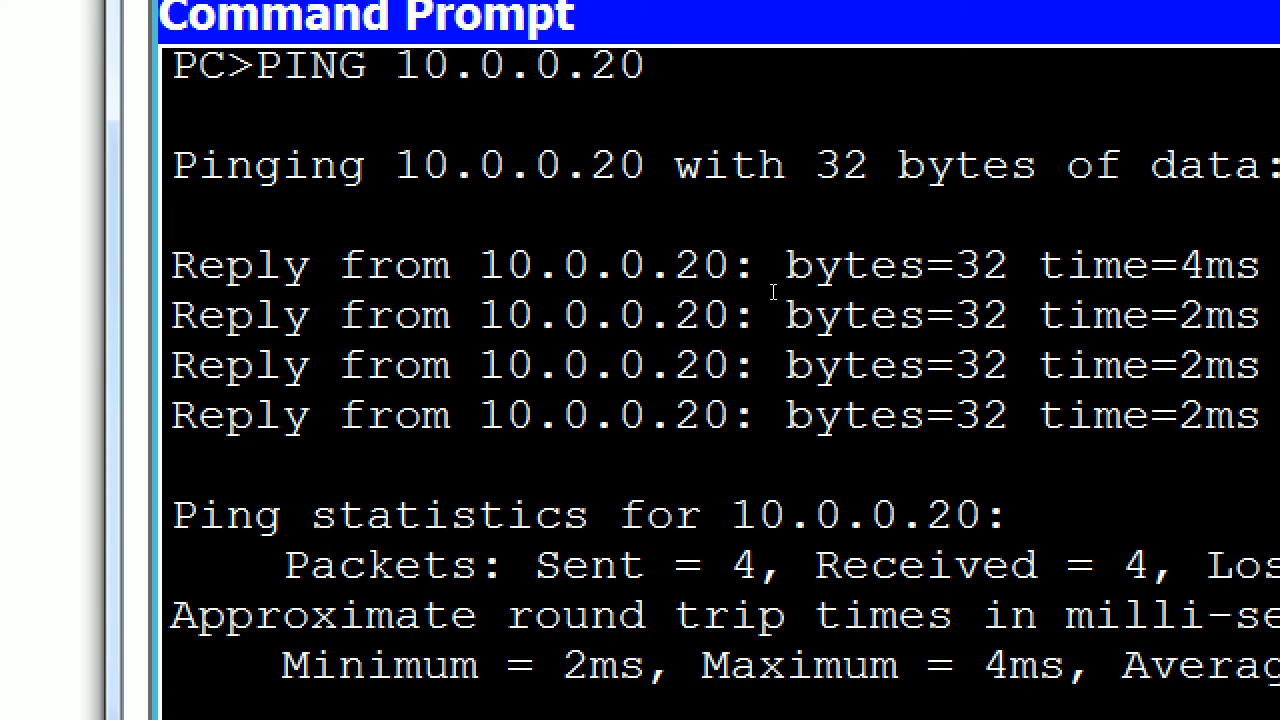 Command Prompt
PC>PING 10.0.0.20
Pinging 10.0.0.20 with 32 bytes of data:
Reply from 10.0.0.20: bytes=32 time=4ms
Reply from 10.0.0.20: bytes=32 time=2ms
Reply from 10.0.0.20: bytes=32 time=2ms
Reply from 10.0.0.20: bytes=32 time=2ms
Ping statistics for 10.0.0.20:
Packets: Sent = 4, Received = 4, Los
Approximate round trip times in milli-se
Minimum = 2ms, Maximum = 4ms, Averag